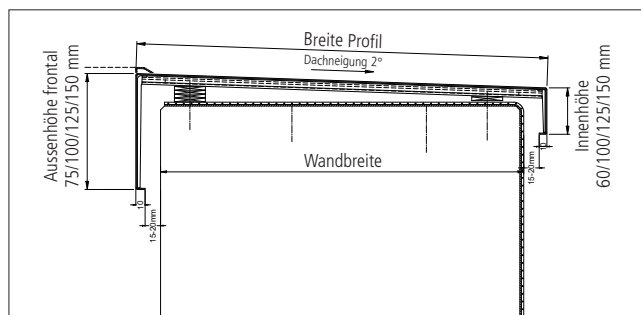 Breite Profil
Dachneigung 2°
Aussenhöhe frontal
75/100/125/150 mm
Innenhöhe
60/100/125/150 mm
Wandbreite
10
15-20mm
10
15-20mm